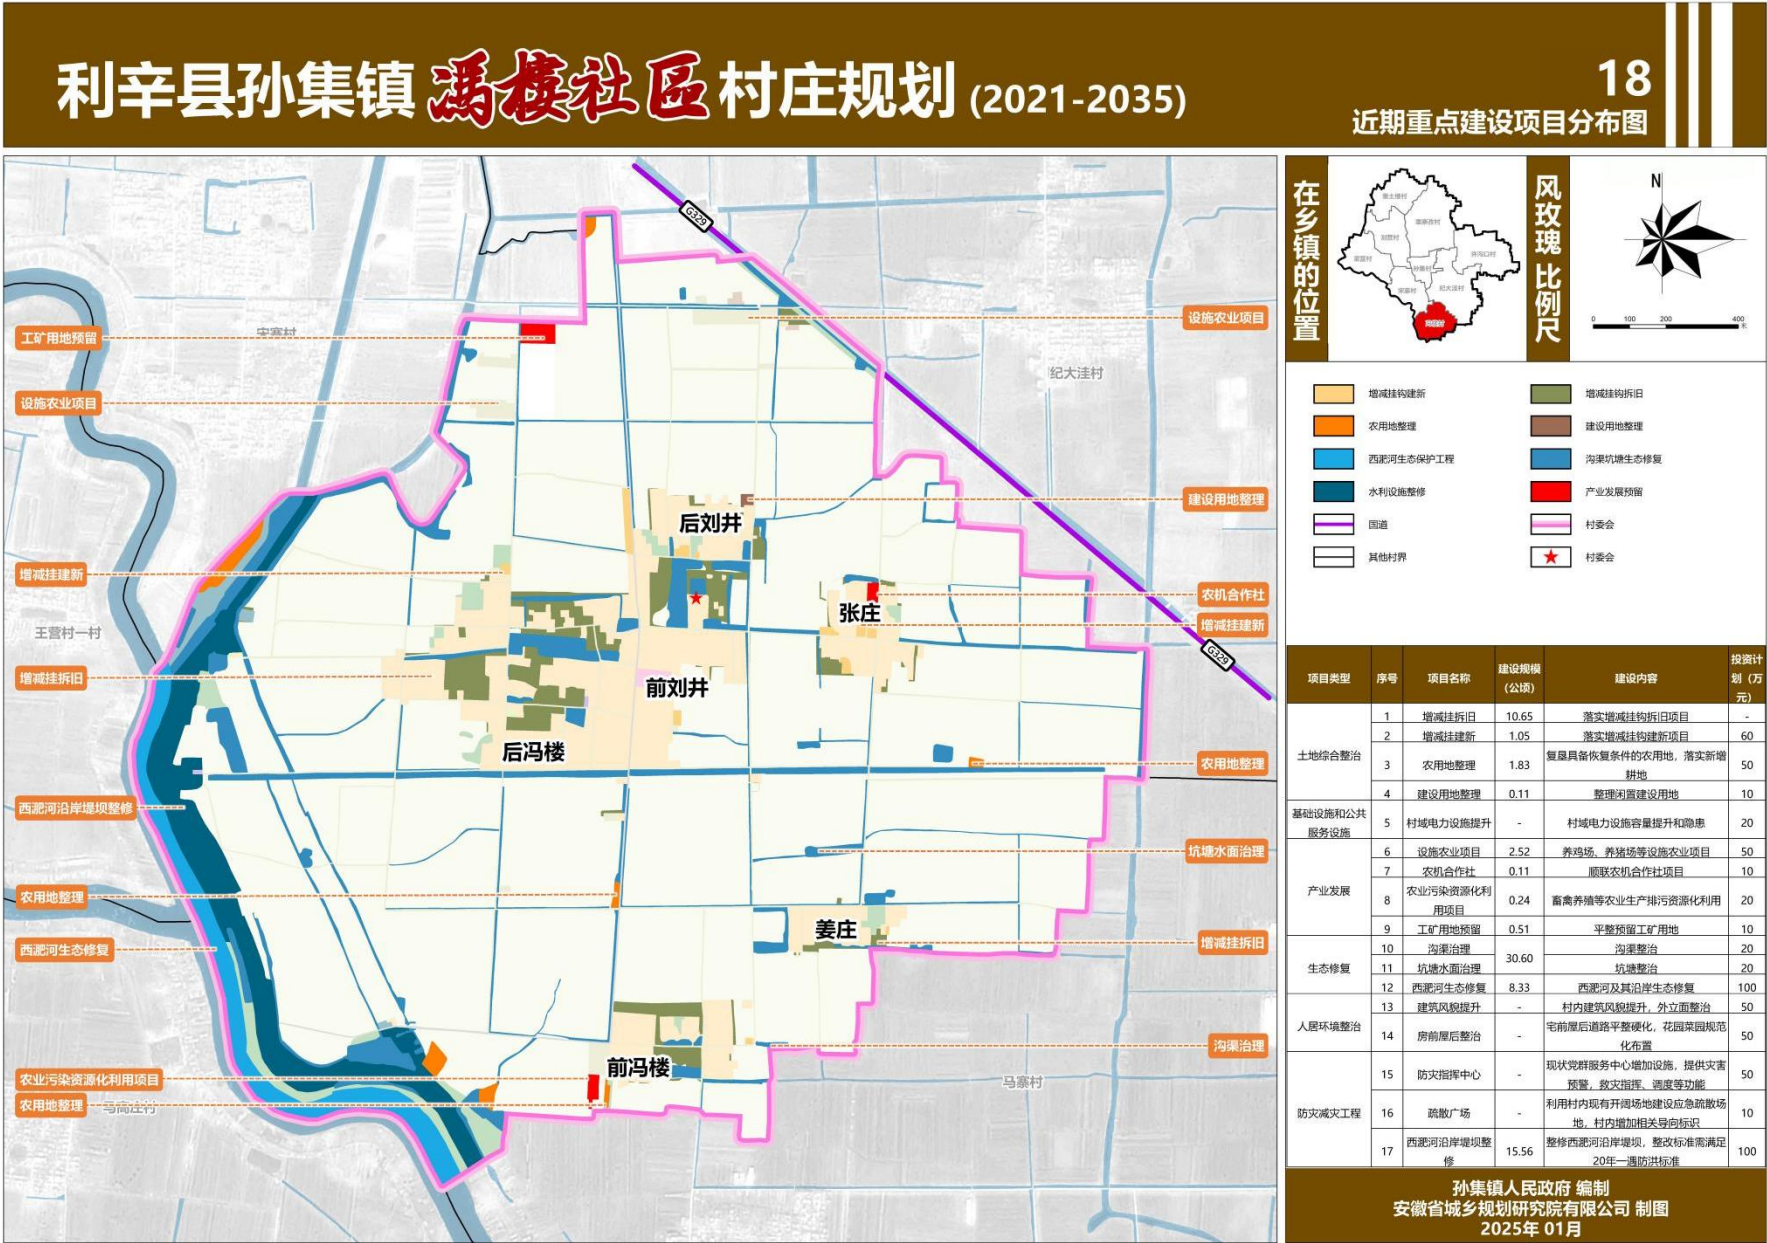 利辛县孙集镇 馮樓社區 村庄规划 (2021-2035)
18
近期重点建设项目分布图
G329
宋寨村
纪大洼村
工矿用地预留
设施农业项目
设施农业项目
建设用地整理
后刘井
增减挂建新
农机合作社
张庄
增减挂建新
王营村一村
G329
增减挂拆旧
前刘井
后冯楼
农用地整理
西淝河沿岸堤坝整修
坑塘水面治理
农用地整理
姜庄
增减挂拆旧
西淝河生态修复
沟渠治理
前冯楼
农业污染资源化利用项目
农用地整理
马寨村
在乡镇的位置
孙集村
纪大洼村
风玫瑰 比例尺
N
0 100 200 400
米
增减挂钩建新
增减挂钩拆旧
农用地整理
建设用地整理
西淝河生态保护工程
沟渠坑塘生态修复
水利设施整修
产业发展预留
国道
村委会
其他村界
村委会
项目类型 序号 项目名称 建设规模（公顷） 建设内容 投资计划（万元）
土地综合整治
1 增减挂拆旧 10.65 落实增减挂钩拆旧项目 -
2 增减挂建新 1.05 落实增减挂钩建新项目 60
3 农用地整理 1.83 复垦具备恢复条件的农用地，落实新增耕地 50
4 建设用地整理 0.11 整理闲置建设用地 10
基础设施和公共服务设施
5 村域电力设施提升 - 村域电力设施容量提升和隐患 20
产业发展
6 设施农业项目 2.52 养鸡场、养猪场等设施农业项目 50
7 农机合作社 0.11 顺联农机合作社项目 10
8 农业污染资源化利用项目 0.24 畜禽养殖等农业生产排污资源化利用 20
9 工矿用地预留 0.51 平整预留工矿用地 10
生态修复
10 沟渠治理 30.60 沟渠整治 20
11 坑塘水面治理 坑塘整治 20
12 西淝河生态修复 8.33 西淝河及其沿岸生态修复 100
人居环境整治
13 建筑风貌提升 - 村内建筑风貌提升，外立面整治 50
14 房前屋后整治 - 宅前屋后道路平整硬化，花园菜园规范化布置 50
防灾减灾工程
15 防灾指挥中心 - 现状党群服务中心增加设施，提供灾害预警，救灾指挥、调度等功能 50
16 疏散广场 - 利用村内现有开阔场地建设应急疏散场地，村内增加相关导向标识 10
17 西淝河沿岸堤坝整修 15.56 整修西淝河沿岸堤坝，整改标准需满足20年一遇防洪标准 100
孙集镇人民政府 编制
安徽省城乡规划研究院有限公司 制图
2025年 01月